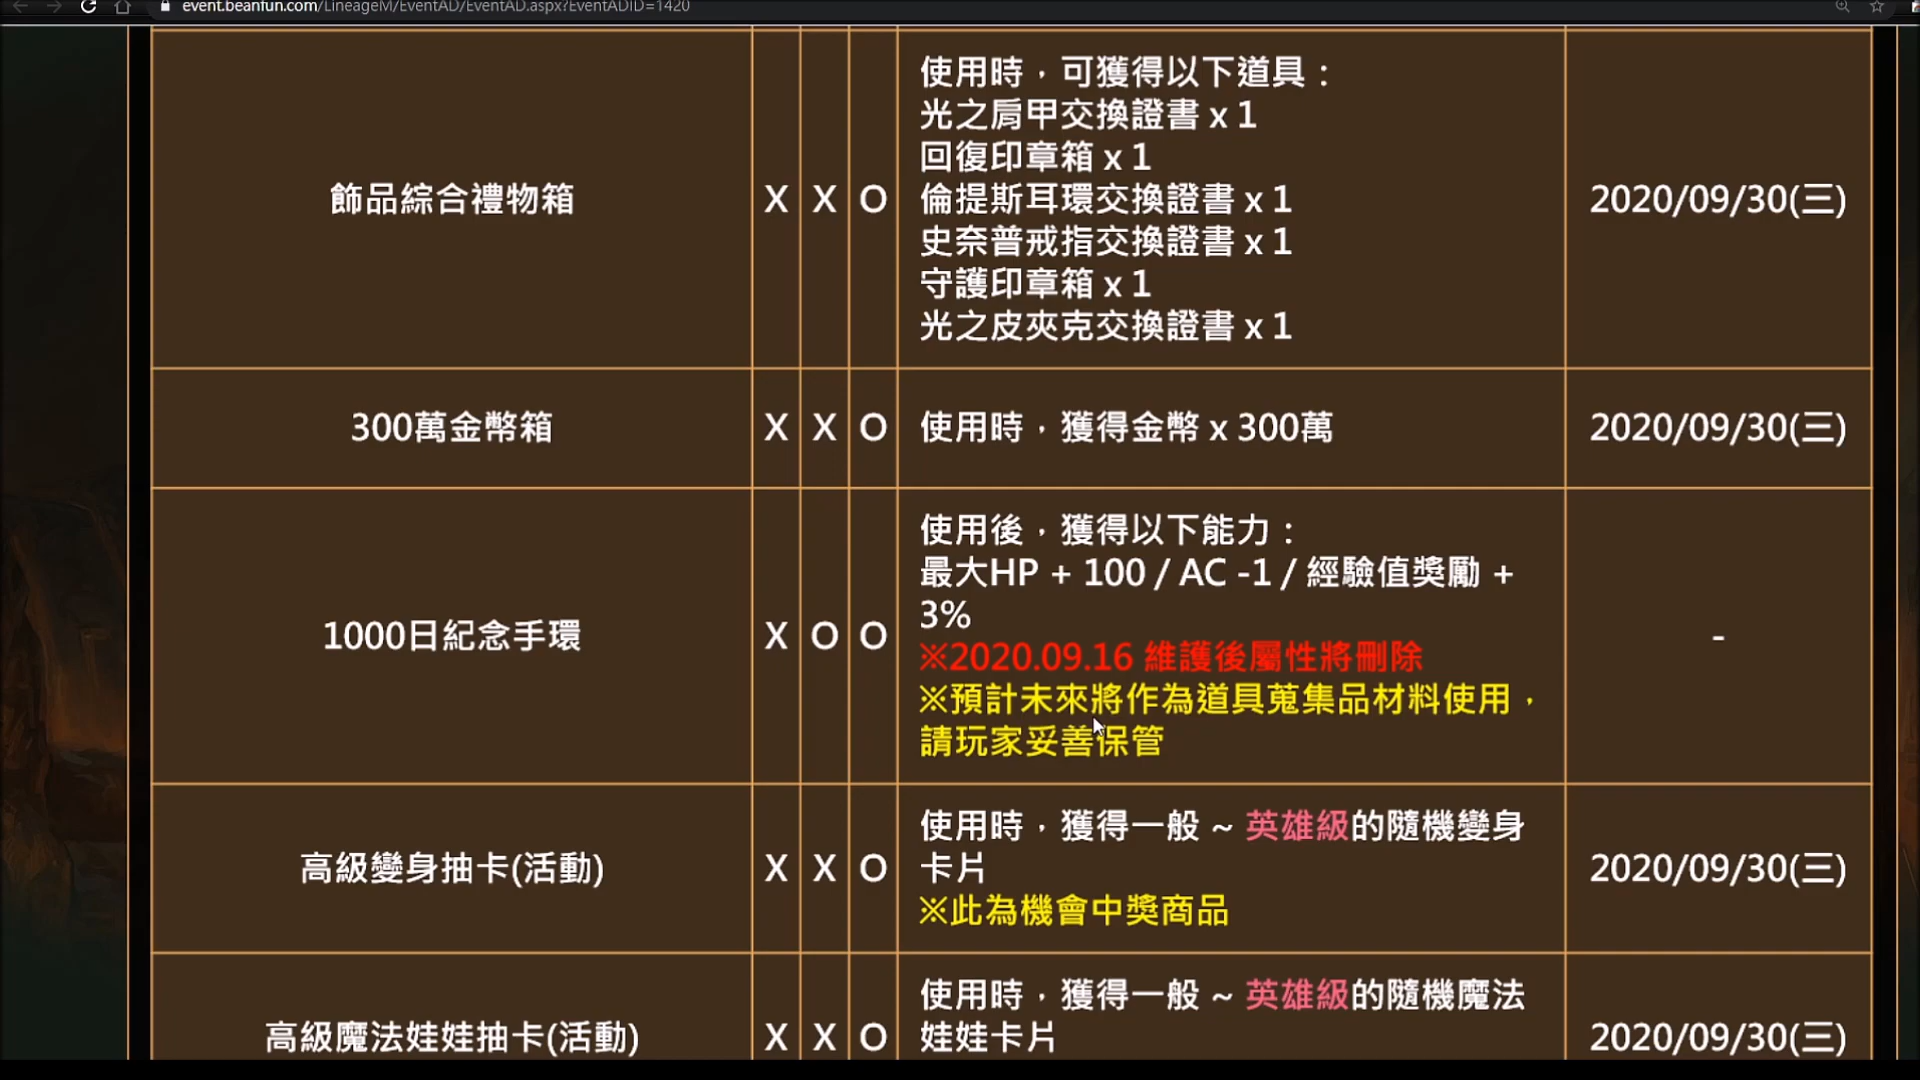 event.beanfun.com/LineageM/EventAD/EventAD.aspx?EventADID=1420
飾品綜合禮物箱
X X O
使用時，可獲得以下道具：
光之肩甲交換證書 x 1
回復印章箱 x 1
倫提斯耳環交換證書 x 1
史奈普戒指交換證書 x 1
守護印章箱 x 1
光之皮夾克交換證書 x 1
2020/09/30(三)
300萬金幣箱
X X O
使用時，獲得金幣 x 300萬
2020/09/30(三)
1000日紀念手環
X O O
使用後，獲得以下能力：
最大HP + 100 / AC -1 / 經驗值獎勵 +
3%
※2020.09.16 維護後屬性將刪除
※預計未來將作為道具蒐集品材料使用，
請玩家妥善保管
-
高級變身抽卡(活動)
X X O
使用時，獲得一般 ~ 英雄級的隨機變身
卡片
※此為機會中獎商品
2020/09/30(三)
高級魔法娃娃抽卡(活動)
X X O
使用時，獲得一般 ~ 英雄級的隨機魔法
娃娃卡片
2020/09/30(三)